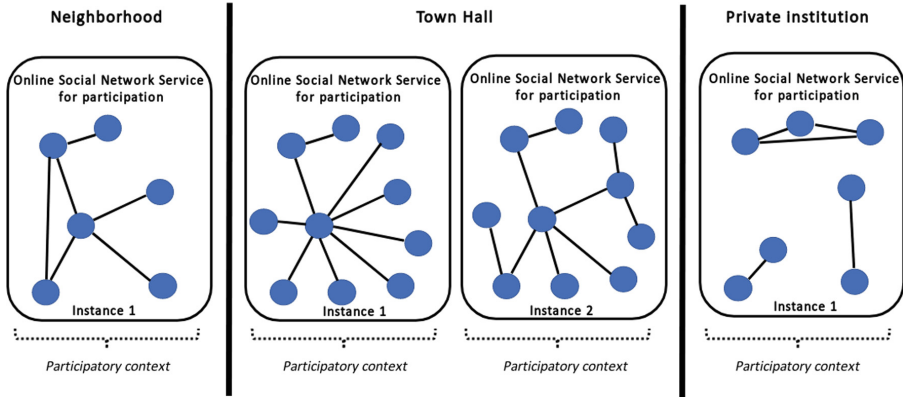 Neighborhood
Town Hall
Private Institution
Online Social Network Service
for participation
Instance 1
Participatory context
Online Social Network Service
for participation
Instance 1
Participatory context
Online Social Network Service
for participation
Instance 2
Participatory context
Online Social Network Service
for participation
Instance 1
Participatory context